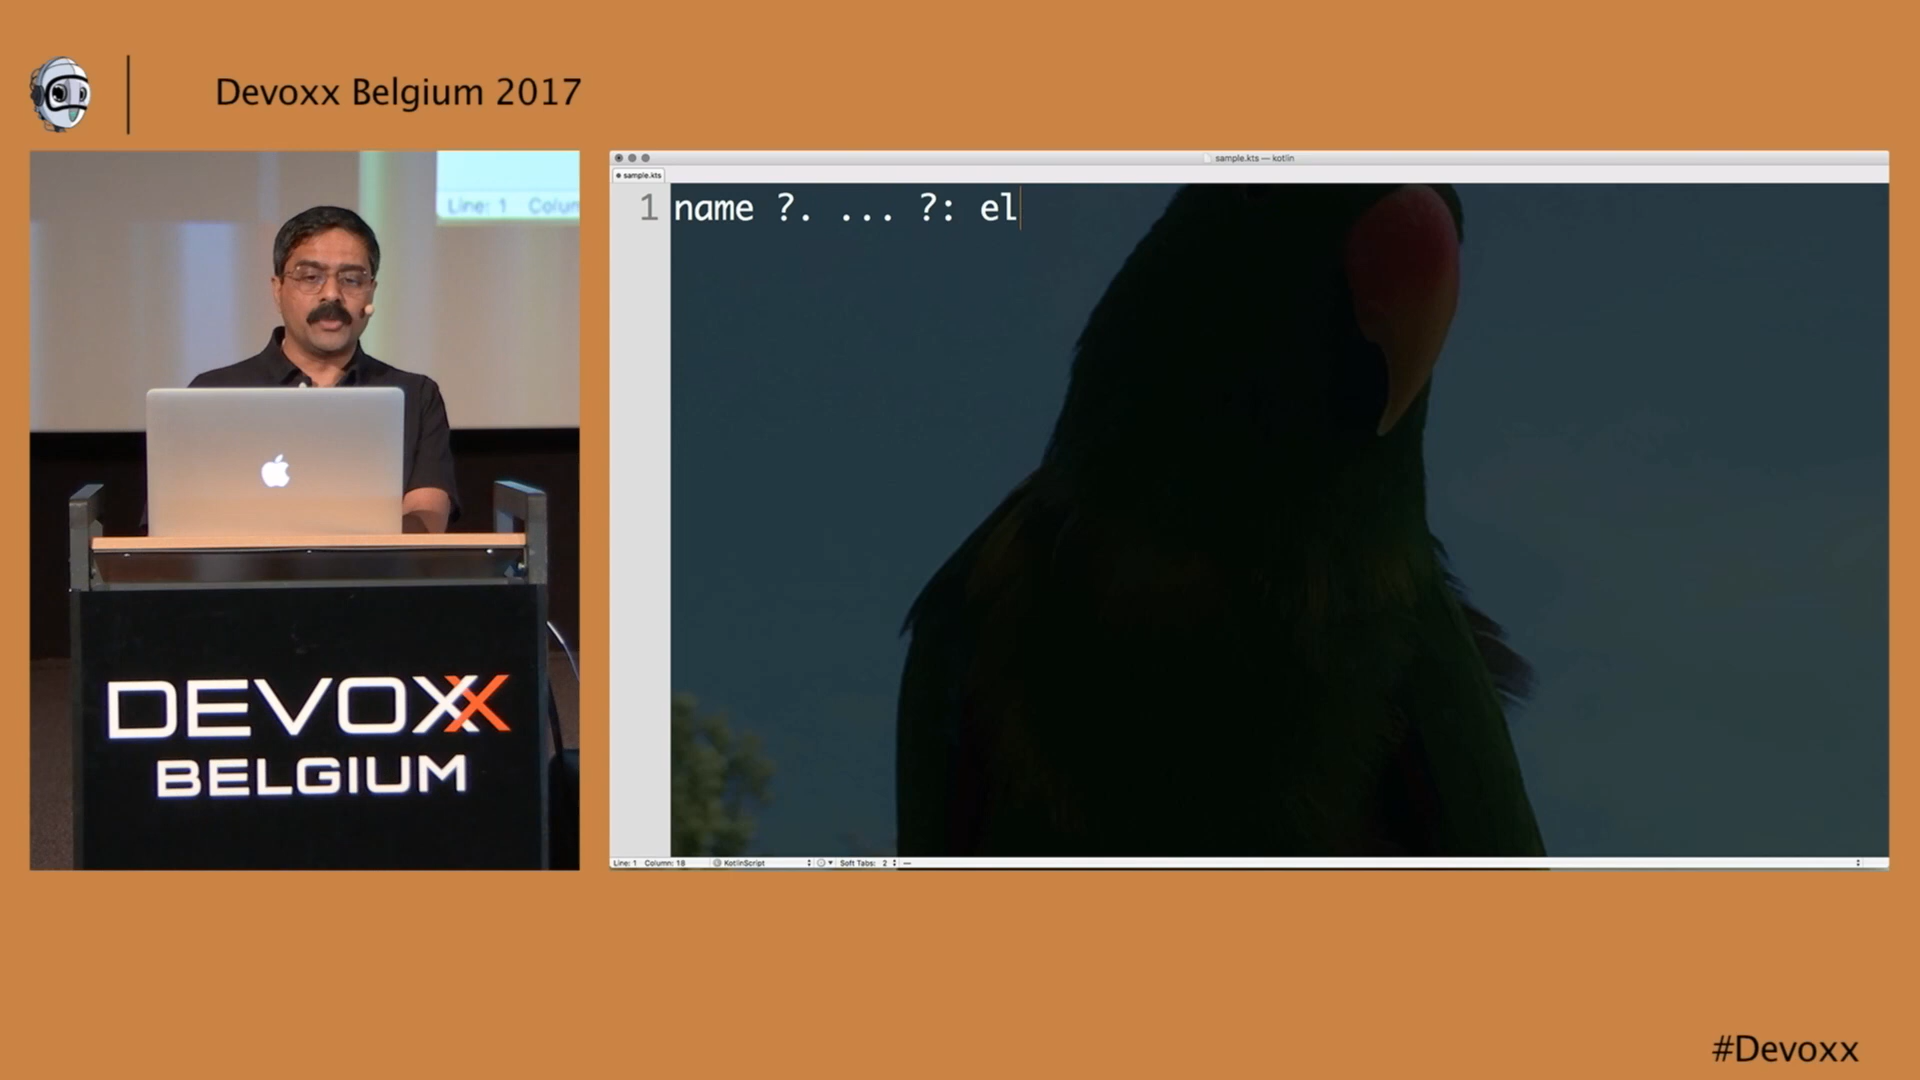 Devoxx Belgium 2017
Line: 1 Colum
sample.kts — kotlin
sample.kts
1 name ?. ... ?: el
DEVOXX
BELGIUM
Line: 1 Column: 18 KotlinScript Soft Tabs: 2 —
#Devoxx